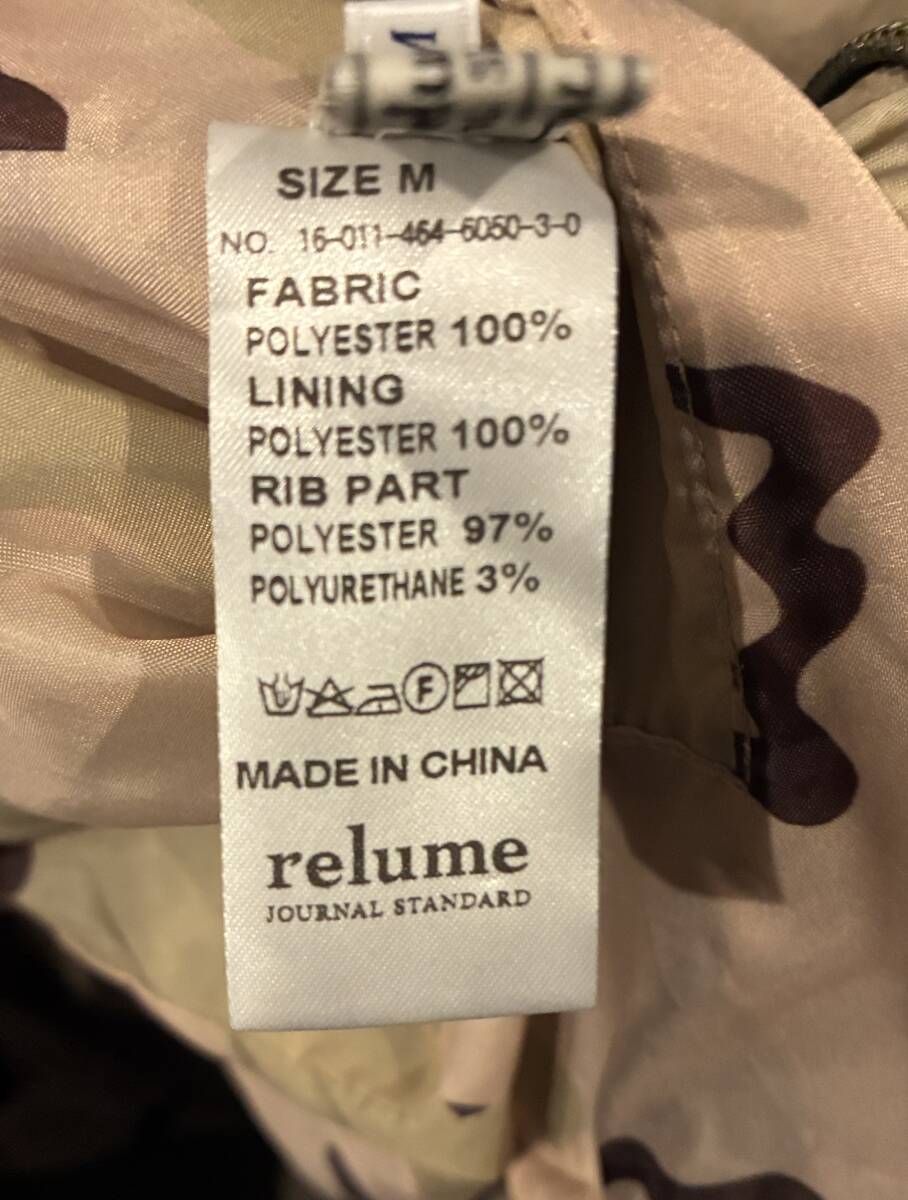 SIZE M
NO. 16-011-464-6050-3-0
FABRIC
POLYESTER 100%
LINING
POLYESTER 100%
RIB PART
POLYESTER 97%
POLYURETHANE 3%
F
MADE IN CHINA
relume
JOURNAL STANDARD